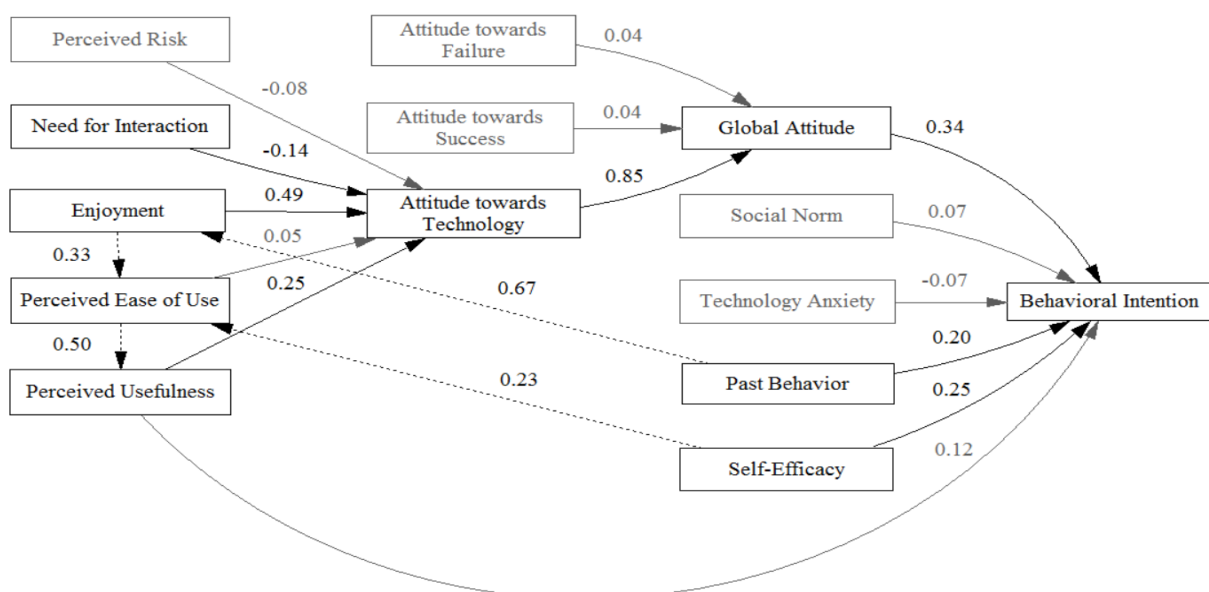 Perceived Risk
Attitude towards
Failure
0.04
-0.08
Need for Interaction
Attitude towards
Success
0.04
Global Attitude
0.34
-0.14
0.85
Enjoyment
0.49
Attitude towards
Technology
Social Norm
0.07
0.05
0.33
Perceived Ease of Use
0.25
0.67
Technology Anxiety
-0.07
Behavioral Intention
0.50
0.20
Perceived Usefulness
0.23
Past Behavior
0.25
Self-Efficacy
0.12